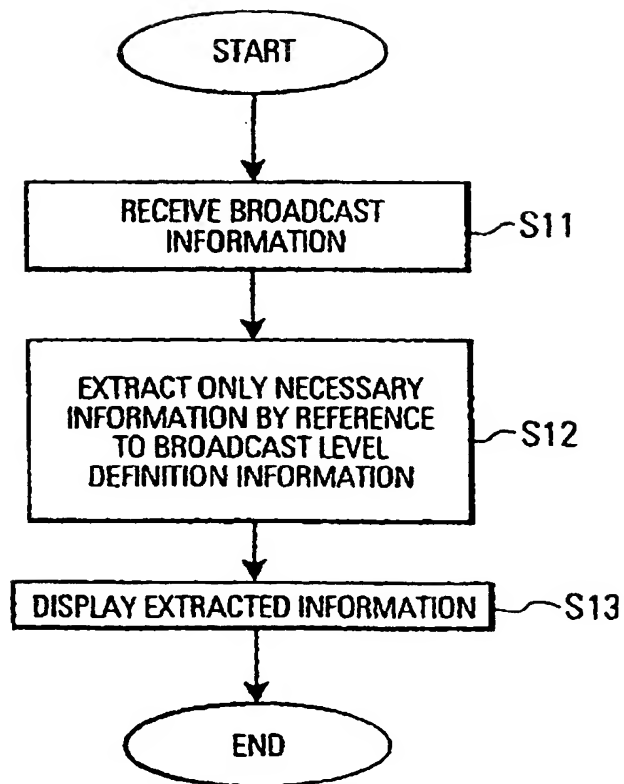 START
RECEIVE BROADCAST
INFORMATION
S11
EXTRACT ONLY NECESSARY
INFORMATION BY REFERENCE
TO BROADCAST LEVEL
DEFINITION INFORMATION
S12
DISPLAY EXTRACTED INFORMATION
S13
END